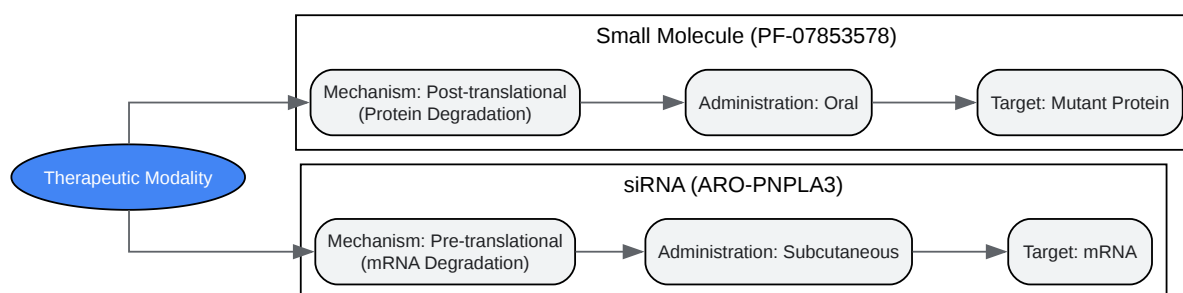 Small Molecule (PF-07853578)
Mechanism: Post-translational
(Protein Degradation)
Administration: Oral
Target: Mutant Protein
Therapeutic Modality
siRNA (ARO-PNPLA3)
Mechanism: Pre-translational
(mRNA Degradation)
Administration: Subcutaneous
Target: mRNA